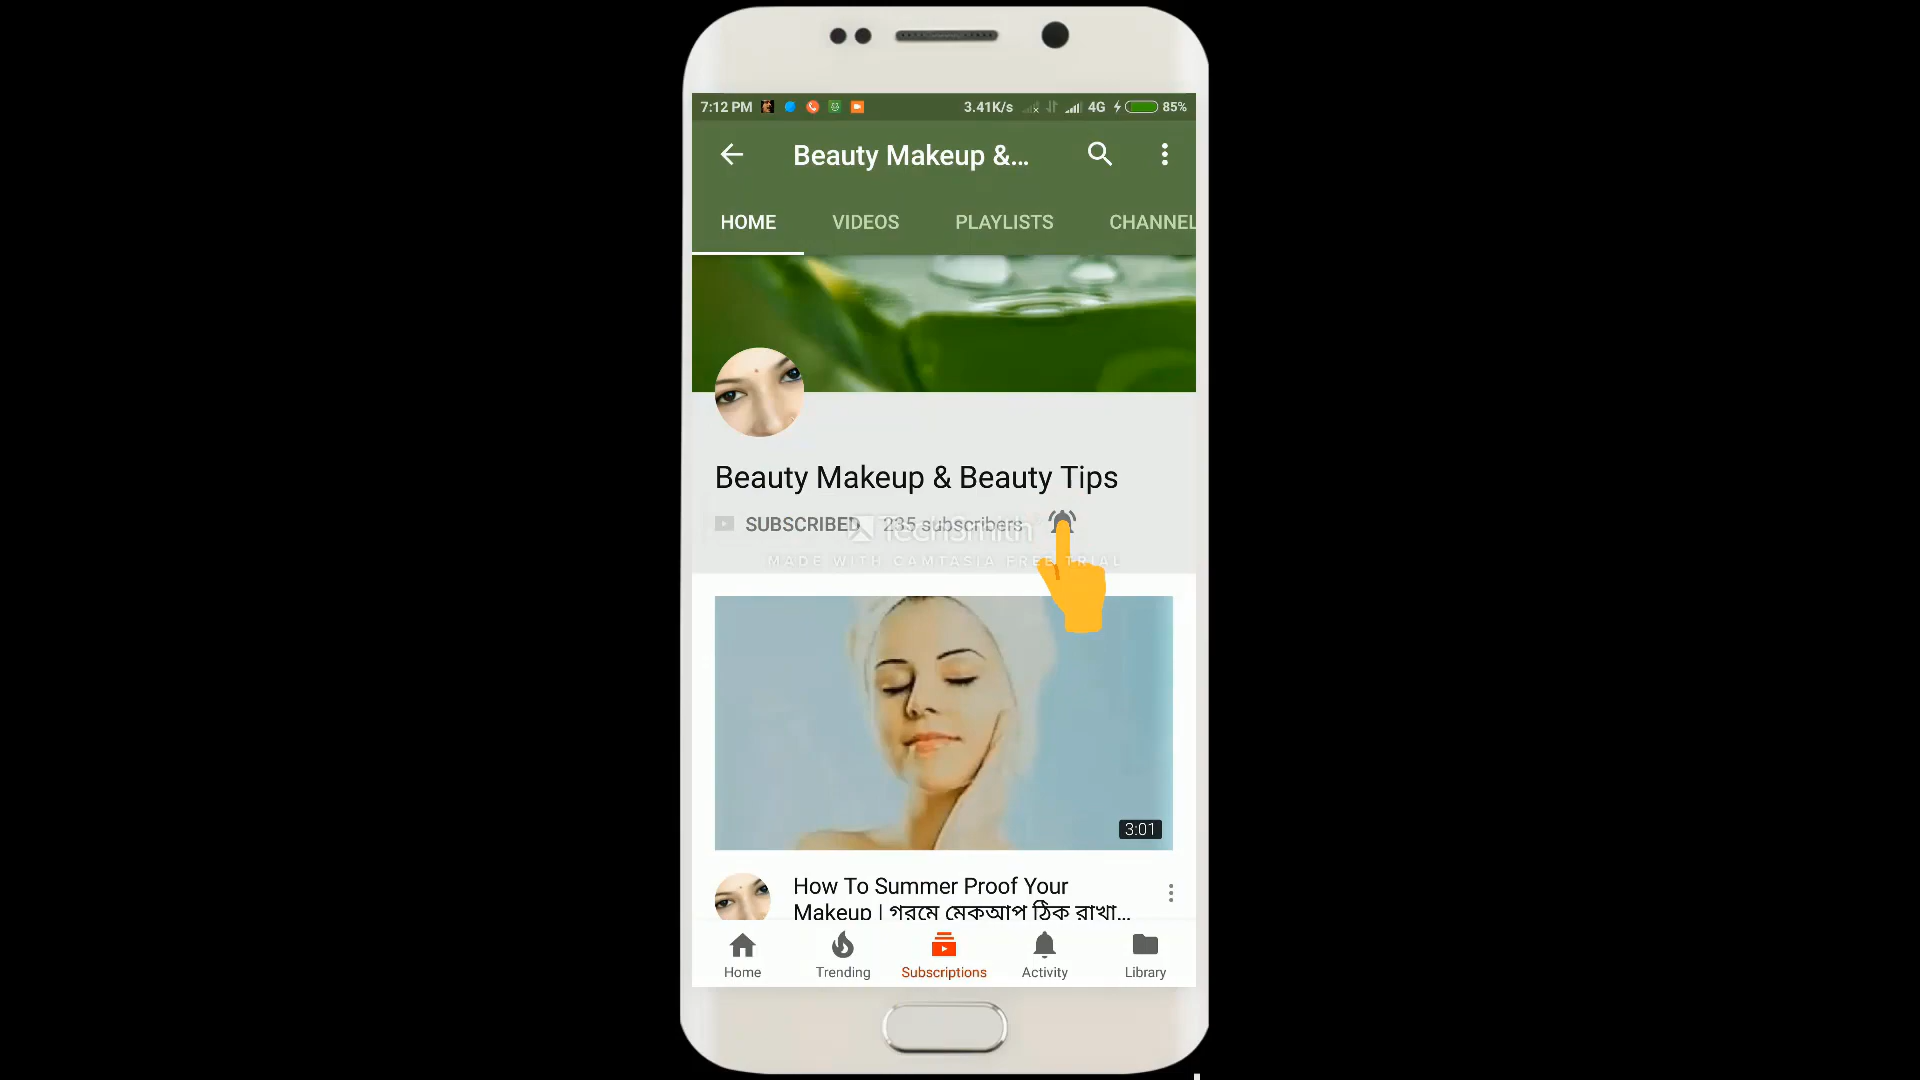 7:12 PM 3.41K/s 4G 85%
Beauty Makeup &...
HOME VIDEOS PLAYLISTS CHANNEL
Beauty Makeup & Beauty Tips
SUBSCRIBED 235 subscribers
TechSmith
MADE WITH CAMTASIA FREE TRIAL
3:01
How To Summer Proof Your
Makeup | গরমে মেকআপ ঠিক রাখা...
Home Trending Subscriptions Activity Library